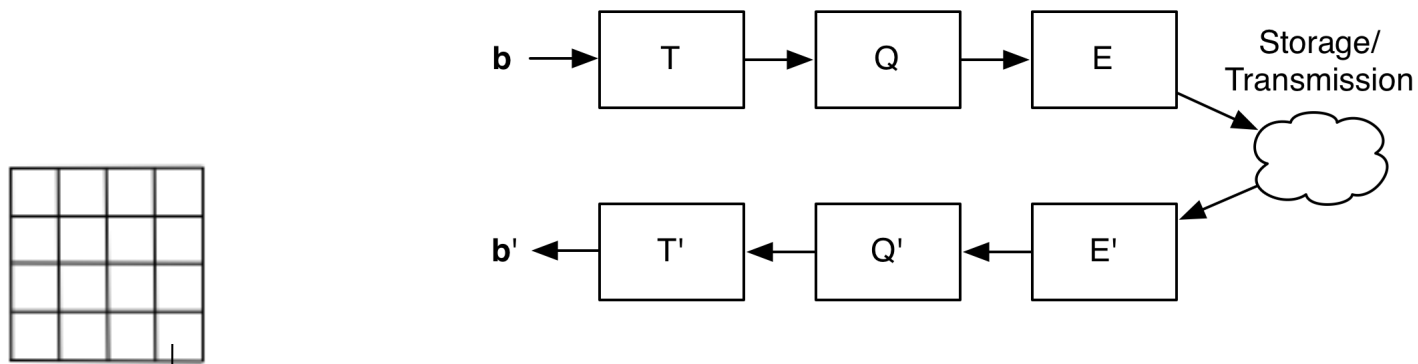 b
T
Q
E
Storage/
Transmission
b'
T'
Q'
E'